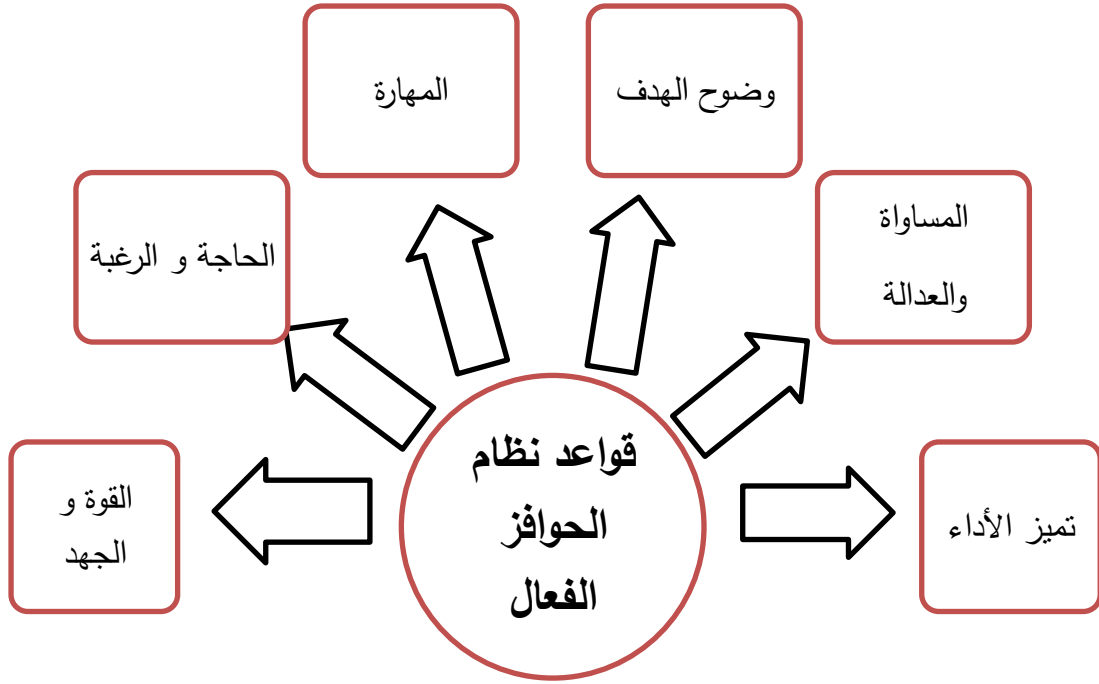 وضوح الهدف
المهارة
المساواة
والعدالة
الحاجة و الرغبة
تميز الأداء
القوة و
الجهد
قواعد نظام
الحوافز
الفعال